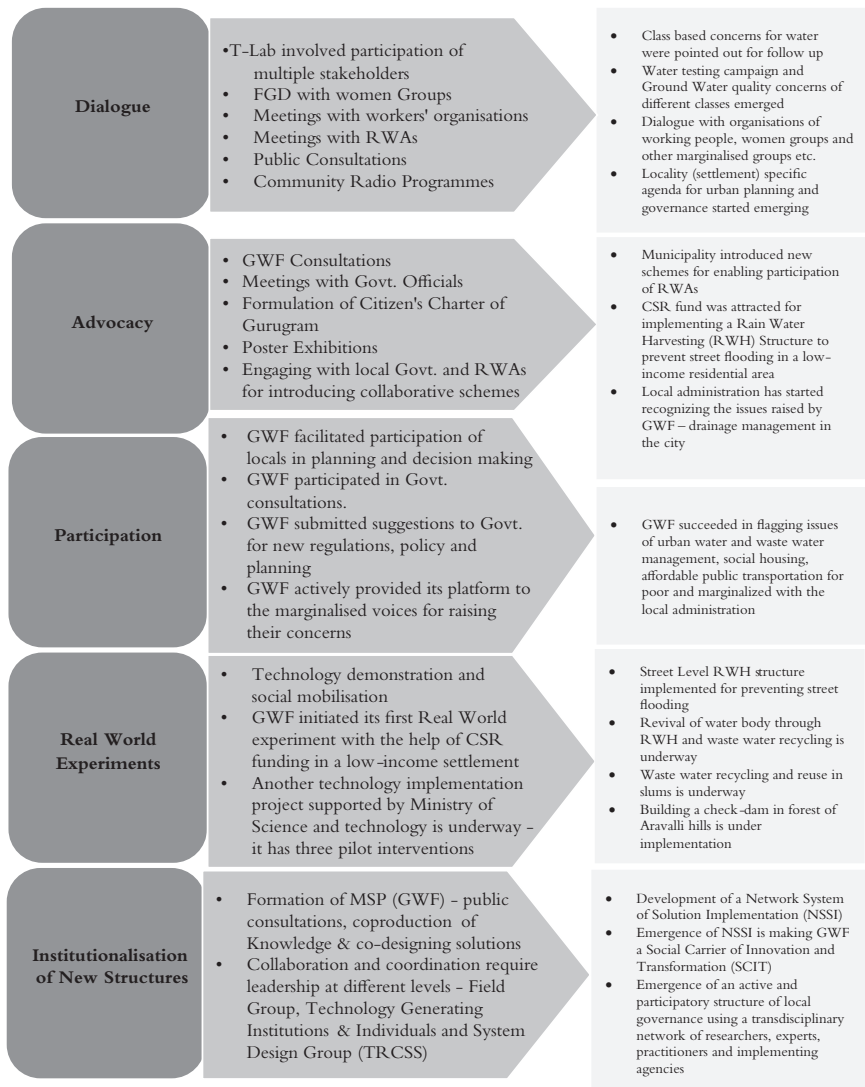 Dialogue
•T-Lab involved participation of
multiple stakeholders
• FGD with women Groups
• Meetings with workers' organisations
• Meetings with RWAs
• Public Consultations
• Community Radio Programmes
• Class based concerns for water
were pointed out for follow up
• Water testing campaign and
Ground Water quality concerns of
different classes emerged
• Dialogue with organisations of
working people, women groups and
other marginalised groups etc.
• Locality (settlement) specific
agenda for urban planning and
governance started emerging
Advocacy
• GWF Consultations
• Meetings with Govt. Officials
• Formulation of Citizen's Charter of
Gurugram
• Poster Exhibitions
• Engaging with local Govt. and RWAs
for introducing collaborative schemes
• Municipality introduced new
schemes for enabling participation
of RWAs
• CSR fund was attracted for
implementing a Rain Water
Harvesting (RWH) Structure to
prevent street flooding in a low-
income residential area
• Local administration has started
recognizing the issues raised by
GWF – drainage management in
the city
Participation
• GWF facilitated participation of
locals in planning and decision making
• GWF participated in Govt.
consultations.
• GWF submitted suggestions to Govt.
for new regulations, policy and
planning
• GWF actively provided its platform to
the marginalised voices for raising
their concerns
• GWF succeeded in flagging issues
of urban water and waste water
management, social housing,
affordable public transportation for
poor and marginalized with the
local administration
Real World
Experiments
• Technology demonstration and
social mobilisation
• GWF initiated its first Real World
experiment with the help of CSR
funding in a low-income settlement
• Another technology implementation
project supported by Ministry of
Science and technology is underway -
it has three pilot interventions
• Street Level RWH structure
implemented for preventing street
flooding
• Revival of water body through
RWH and waste water recycling is
underway
• Waste water recycling and reuse in
slums is underway
• Building a check-dam in forest of
Aravalli hills is under
implementation
Institutionalisation
of New Structures
• Formation of MSP (GWF) - public
consultations, coproduction of
Knowledge & co-designing solutions
• Collaboration and coordination require
leadership at different levels - Field
Group, Technology Generating
Institutions & Individuals and System
Design Group (TRCSS)
• Development of a Network System
of Solution Implementation (NSSI)
• Emergence of NSSI is making GWF
a Social Carrier of Innovation and
Transformation (SCIT)
• Emergence of an active and
participatory structure of local
governance using a transdisciplinary
network of researchers, experts,
practitioners and implementing
agencies